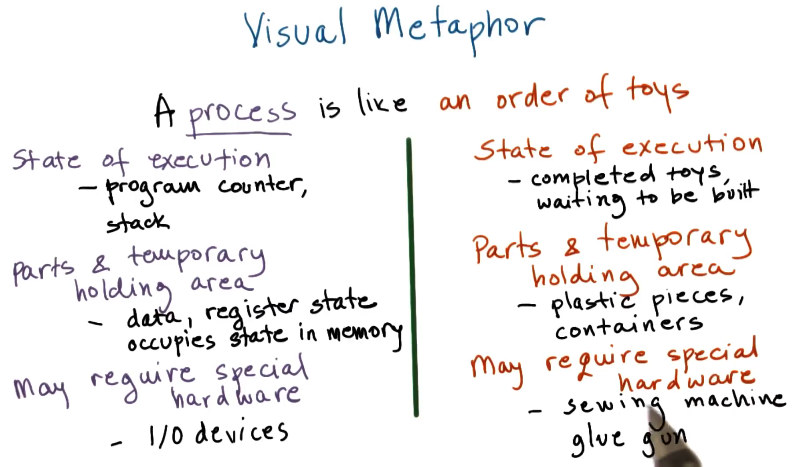 Visual Metaphor
A process is like an order of toys
State of execution
- program counter,
stack
Parts & temporary
holding area
- data, register state
occupies state in memory
May require special
hardware
- I/O devices
State of execution
- completed toys,
waiting to be built
Parts & temporary
holding area
- plastic pieces,
containers
May require special
hardware
- sewing machine
glue gun